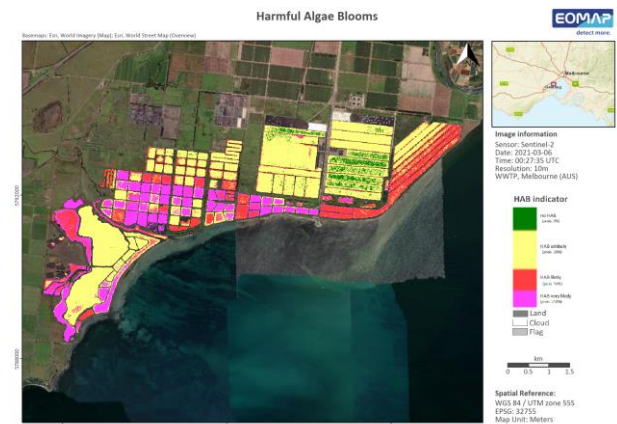 Harmful Algae Blooms
EOMAP
detect more.
Basemaps: Esri, World Imagery (Map); Esri, World Street Map (Overview)
Melbourne
Image information
Sensor: Sentinel-2
Date: 2021-03-06
Time: 00:27:35 UTC
Resolution: 10m
WWTP, Melbourne (AUS)
HAB indicator
no HAB
HAB unlikely
HAB likely
HAB very likely
Land
Cloud
Flag
km
0 0.5 1 1.5
Spatial Reference:
WGS 84 / UTM zone 55S
EPSG: 32755
Map Unit: Meters